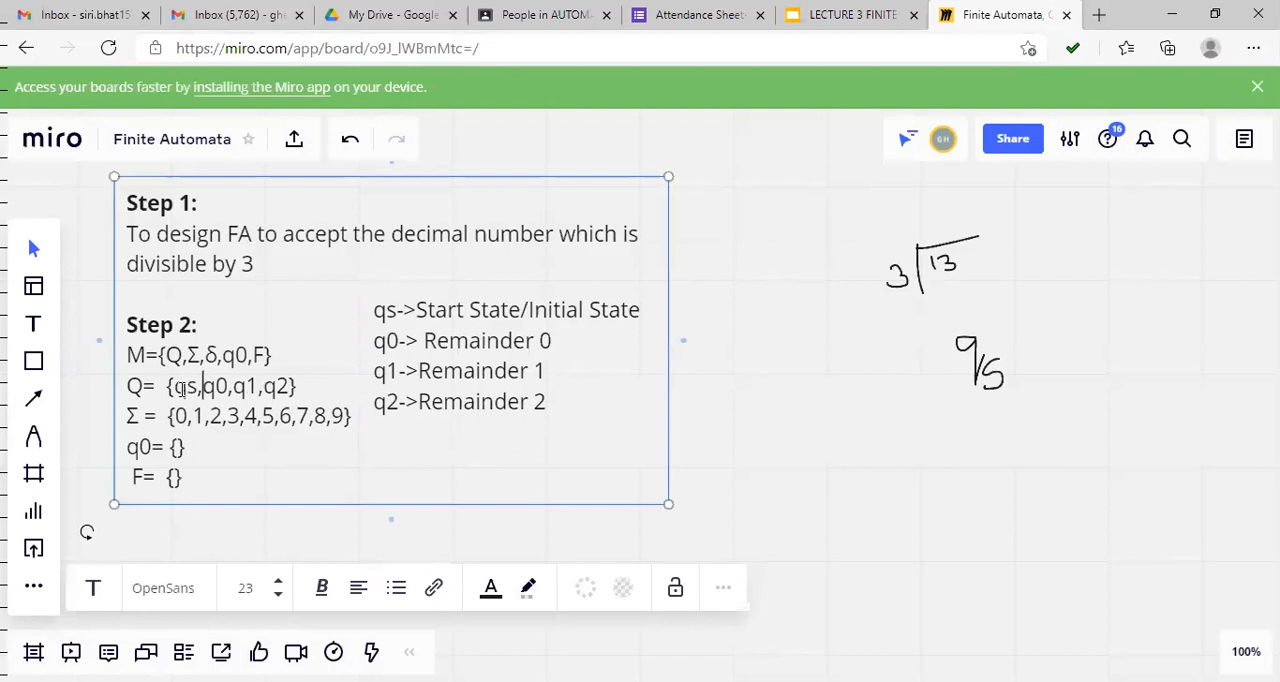 Inbox - siri.bhat15
Inbox (5,762) - ghe
My Drive - Google
People in AUTOM
Attendance Sheet-
LECTURE 3 FINITE
Finite Automata, C
https://miro.com/app/board/o9J_lWBmMtc=/
Access your boards faster by installing the Miro app on your device.
miro
Finite Automata
GH
Share
16
Step 1:
To design FA to accept the decimal number which is
divisible by 3
Step 2:
M={Q,Σ,δ,q0,F}
Q= {qs,q0,q1,q2}
Σ = {0,1,2,3,4,5,6,7,8,9}
q0= {}
F= {}
qs->Start State/Initial State
q0-> Remainder 0
q1->Remainder 1
q2->Remainder 2
3 13
9/5
T
OpenSans
23
B
A
100%